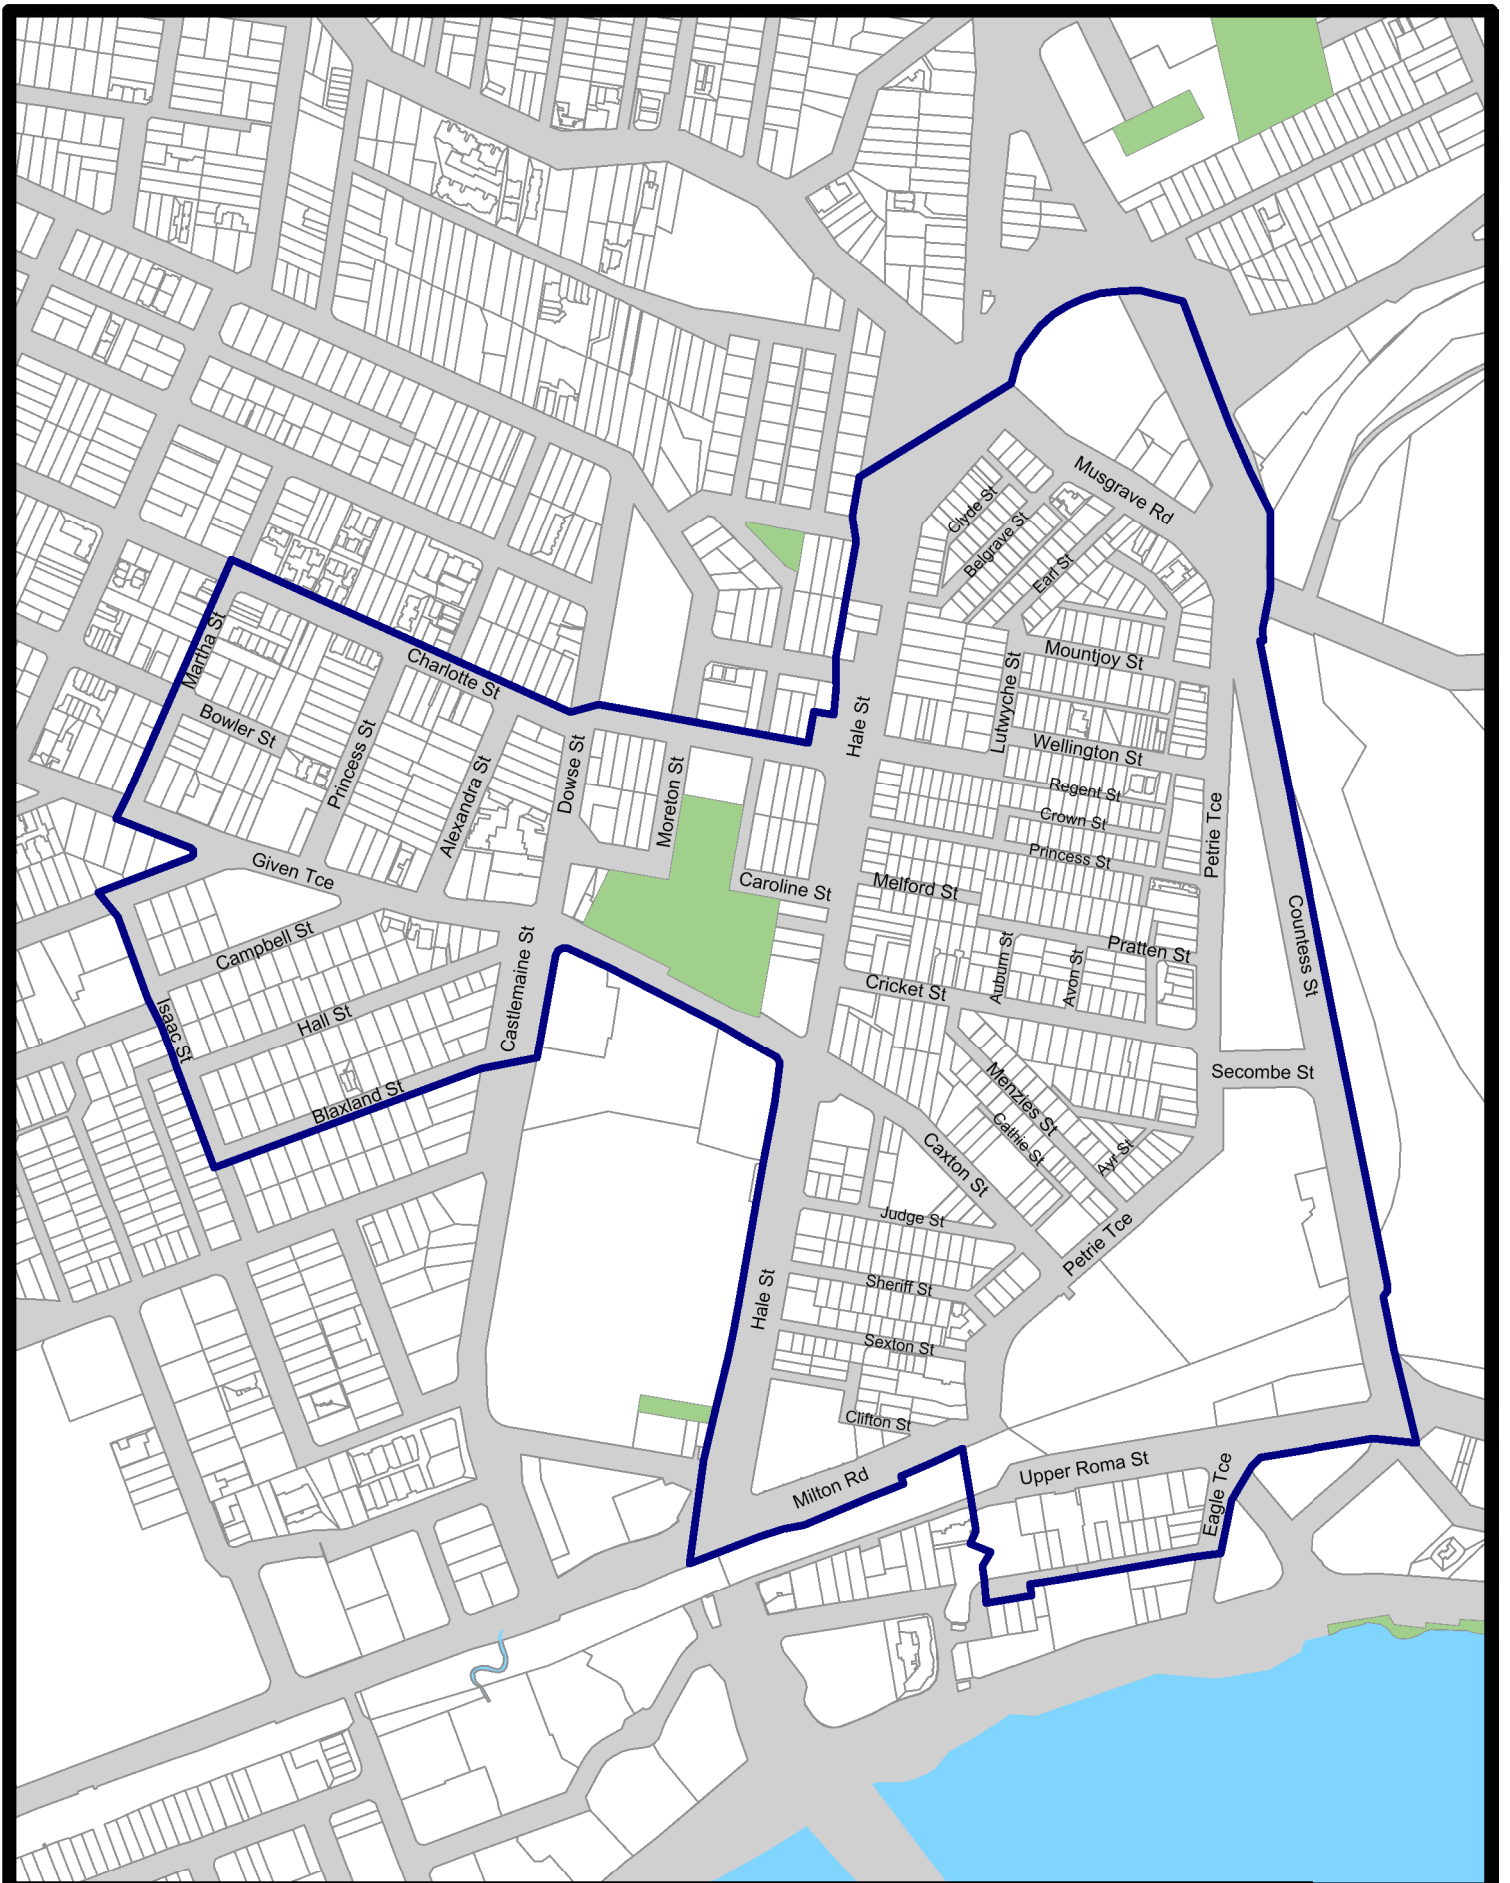 Musgrave Rd
Clyde St
Belgrave St
Earl St
Martha St
Charlotte St
Mountjoy St
Lutwyche St
Bowler St
Princess St
Hale St
Wellington St
Dowse St
Moreton St
Alexandra St
Regent St
Crown St
Petrie Tce
Princess St
Given Tce
Caroline St
Melford St
Campbell St
Countess St
Pratten St
Auburn St
Avon St
Castlemaine St
Cricket St
Hall St
Isaac St
Secombe St
Menzies St
Blaxland St
Cathie St
Ayr St
Caxton St
Judge St
Petrie Tce
Sheriff St
Hale St
Sexton St
Clifton St
Upper Roma St
Milton Rd
Eagle Tce